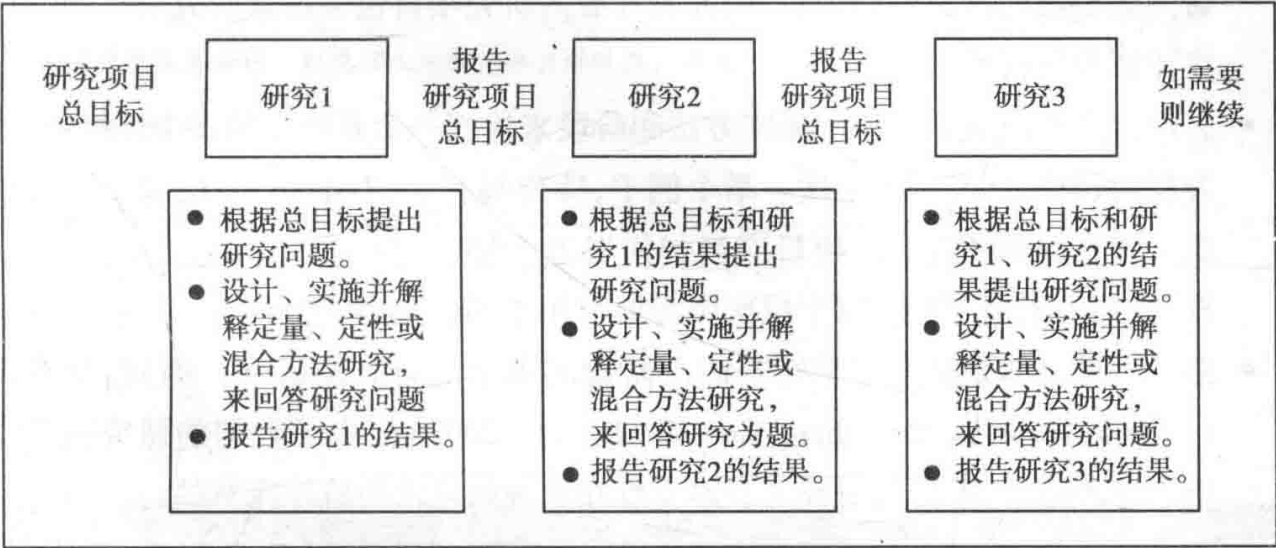 研究项目
总目标
研究1
报告
研究项目
总目标
研究2
报告
研究项目
总目标
研究3
如需要
则继续
● 根据总目标提出
研究问题。
● 设计、实施并解
释定量、定性或
混合方法研究，
来回答研究问题
● 报告研究1的结果。
● 根据总目标和研
究1的结果提出
研究问题。
● 设计、实施并解
释定量、定性或
混合方法研究，
来回答研究为题。
● 报告研究2的结果。
● 根据总目标和研
究1、研究2的结
果提出研究问题。
● 设计、实施并解
释定量、定性或
混合方法研究，
来回答研究问题。
● 报告研究3的结果。